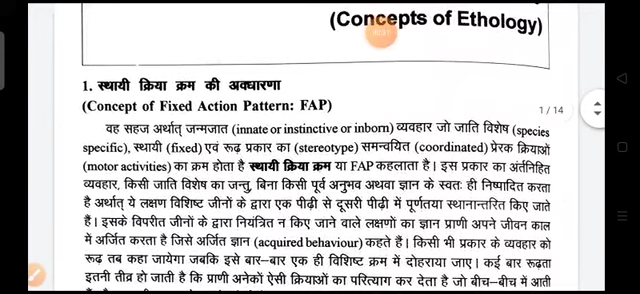 (Concepts of Ethology)
1. स्थायी क्रिया क्रम की अवधारणा
(Concept of Fixed Action Pattern: FAP)
1 / 14
वह सहज अर्थात् जन्मजात (innate or instinctive or inborn) व्यवहार जो जाति विशेष (species
specific), स्थायी (fixed) एवं रूढ़ प्रकार का (stereotype) समन्वयित (coordinated) प्रेरक क्रियाओं
(motor activities) का क्रम होता है स्थायी क्रिया क्रम या FAP कहलाता है। इस प्रकार का अंर्तनिहित
व्यवहार, किसी जाति विशेष का जन्तु, बिना किसी पूर्व अनुभव अथवा ज्ञान के स्वतः ही निष्पादित करता
है अर्थात ये लक्षण विशिष्ट जीनों के द्वारा एक पीढ़ी से दूसरी पीढ़ी में पूर्णतया स्थानान्तरित किए जाते
हैं। इसके विपरीत जीनों के द्वारा नियंत्रित न किए जाने वाले लक्षणों का ज्ञान प्राणी अपने जीवन काल
में अर्जित करता है जिसे अर्जित ज्ञान (acquired behaviour) कहते हैं। किसी भी प्रकार के व्यवहार को
रूढ़ तब कहा जायेगा जबकि इसे बार-बार एक ही विशिष्ट क्रम में दोहराया जाए। कई बार रूढ़ता
इतनी तीव्र हो जाती है कि प्राणी अनेकों ऐसी क्रियाओं का परित्याग कर देता है जो बीच-बीच में आती